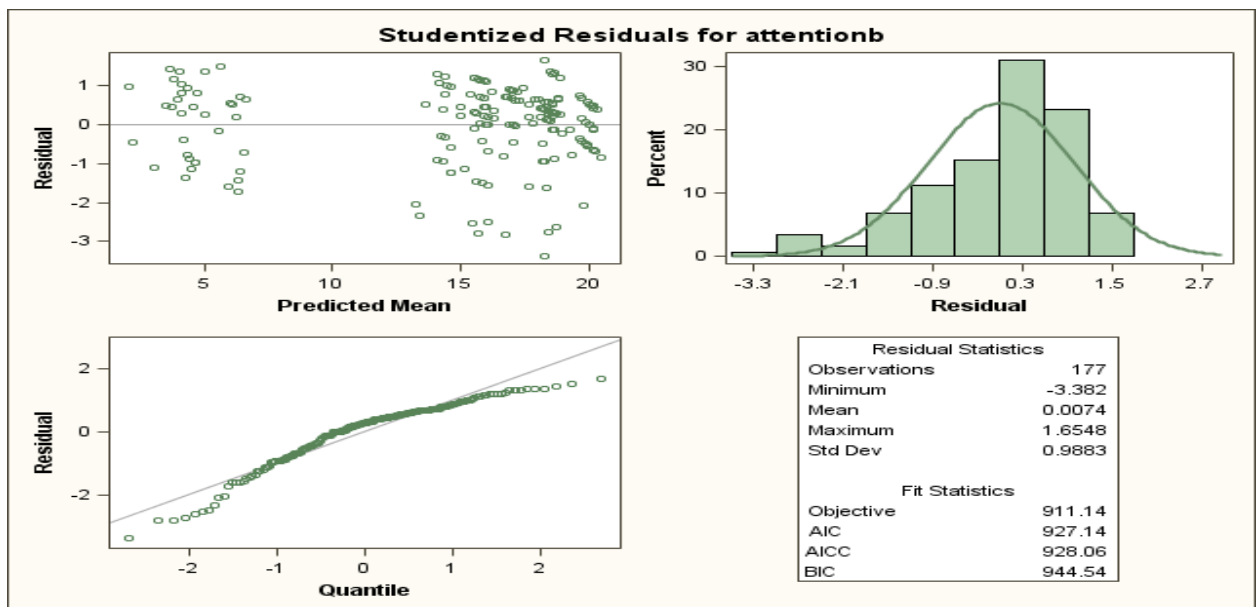 Studentized Residuals for attentionb
1
0
-1
-2
-3
Residual
5 10 15 20
Predicted Mean
30
20
10
0
Percent
-3.3 -2.1 -0.9 0.3 1.5 2.7
Residual
2
0
-2
Residual
-2 -1 0 1 2
Quantile
Residual Statistics
Observations 177
Minimum -3.382
Mean 0.0074
Maximum 1.6548
Std Dev 0.9883
Fit Statistics
Objective 911.14
AIC 927.14
AICC 928.06
BIC 944.54